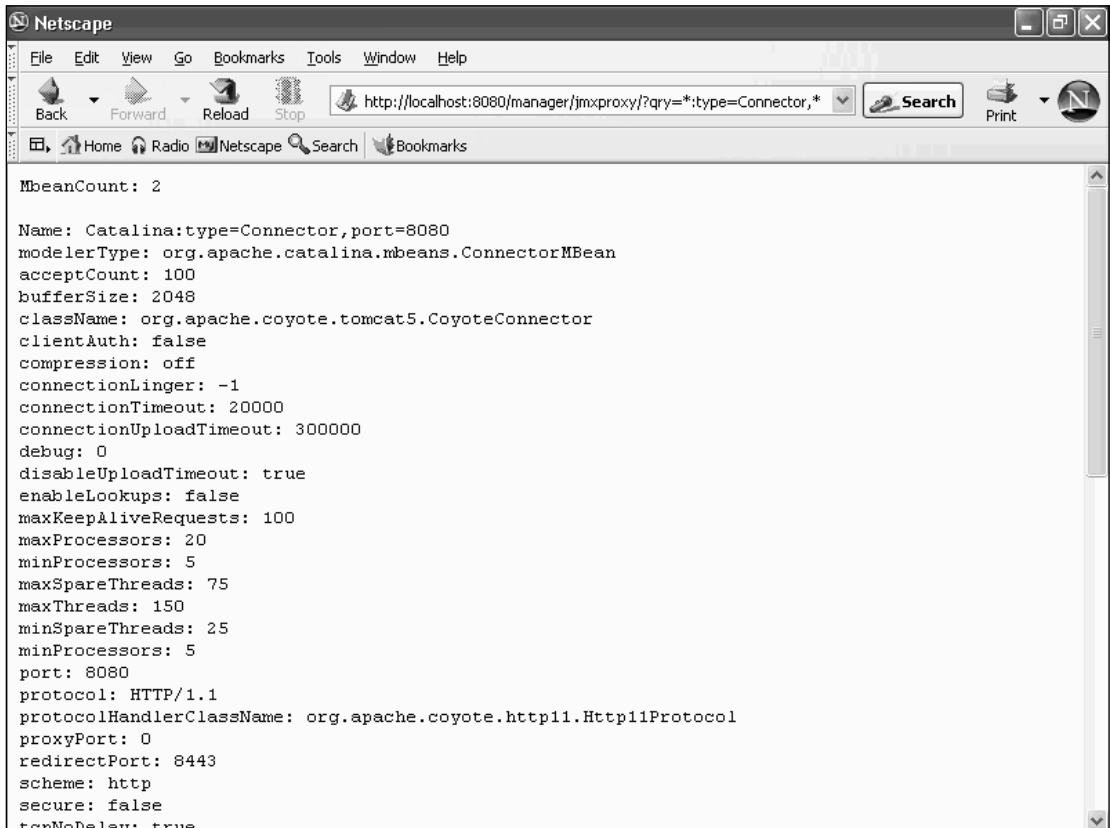 Netscape
File Edit View Go Bookmarks Tools Window Help
http://localhost:8080/manager/jmxproxy/?qry=*:type=Connector,* Search
Back Forward Reload Stop Print
N
Home Radio Netscape Search Bookmarks
MbeanCount: 2
Name: Catalina:type=Connector,port=8080
modelerType: org.apache.catalina.mbeans.ConnectorMBean
acceptCount: 100
bufferSize: 2048
className: org.apache.coyote.tomcat5.CoyoteConnector
clientAuth: false
compression: off
connectionLinger: -1
connectionTimeout: 20000
connectionUploadTimeout: 300000
debug: 0
disableUploadTimeout: true
enableLookups: false
maxKeepAliveRequests: 100
maxProcessors: 20
minProcessors: 5
maxSpareThreads: 75
maxThreads: 150
minSpareThreads: 25
minProcessors: 5
port: 8080
protocol: HTTP/1.1
protocolHandlerClassName: org.apache.coyote.http11.Http11Protocol
proxyPort: 0
redirectPort: 8443
scheme: http
secure: false
tcpNoDelay: true